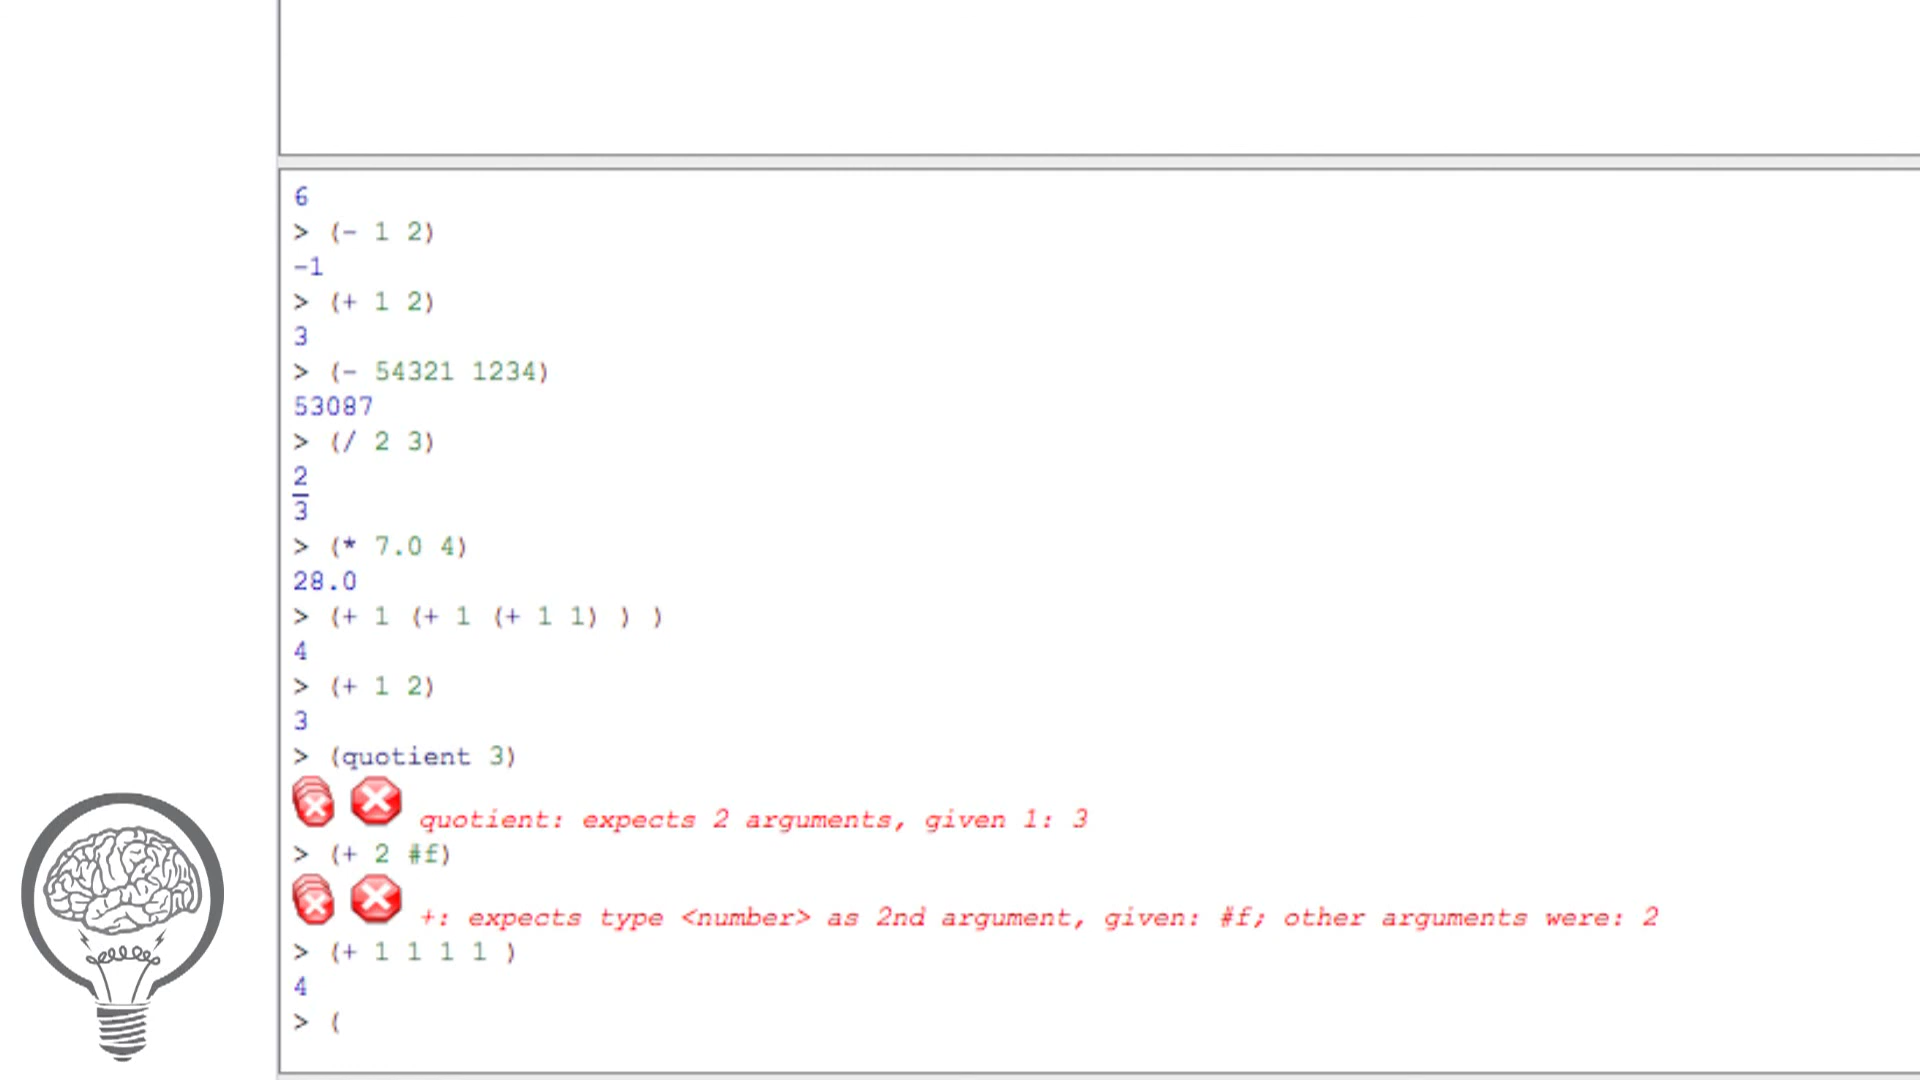 6
> (- 1 2)
-1
> (+ 1 2)
3
> (- 54321 1234)
53087
> (/ 2 3)
2
3
> (* 7.0 4)
28.0
> (+ 1 (+ 1 (+ 1 1) ) )
4
> (+ 1 2)
3
> (quotient 3)
quotient: expects 2 arguments, given 1: 3
> (+ 2 #f)
+: expects type <number> as 2nd argument, given: #f; other arguments were: 2
> (+ 1 1 1 1 )
4
> (